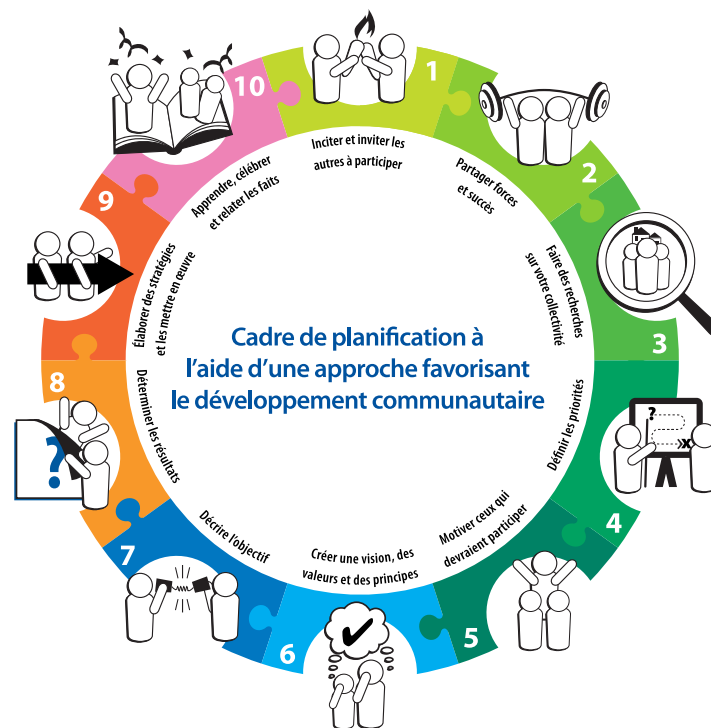 Cadre de planification à
l'aide d'une approche favorisant
le développement communautaire
1
Inciter et inviter les
autres à participer
2
Partager forces
et succès
3
Faire des recherches
sur votre collectivité
4
Définir les priorités
?
X
5
Motiver ceux qui
devraient participer
6
Créer une vision, des
valeurs et des principes
7
Décrire l'objectif
8
Déterminer les résultats
?
9
Élaborer des stratégies
et les mettre en œuvre
10
Apprendre, célébrer
et relater les faits